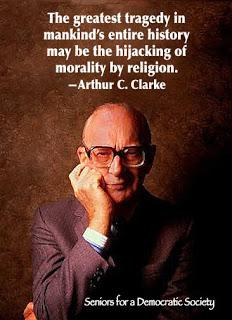 The greatest tragedy in
mankind's entire history
may be the hijacking of
morality by religion.
–Arthur C. Clarke
Seniors for a Democratic Society